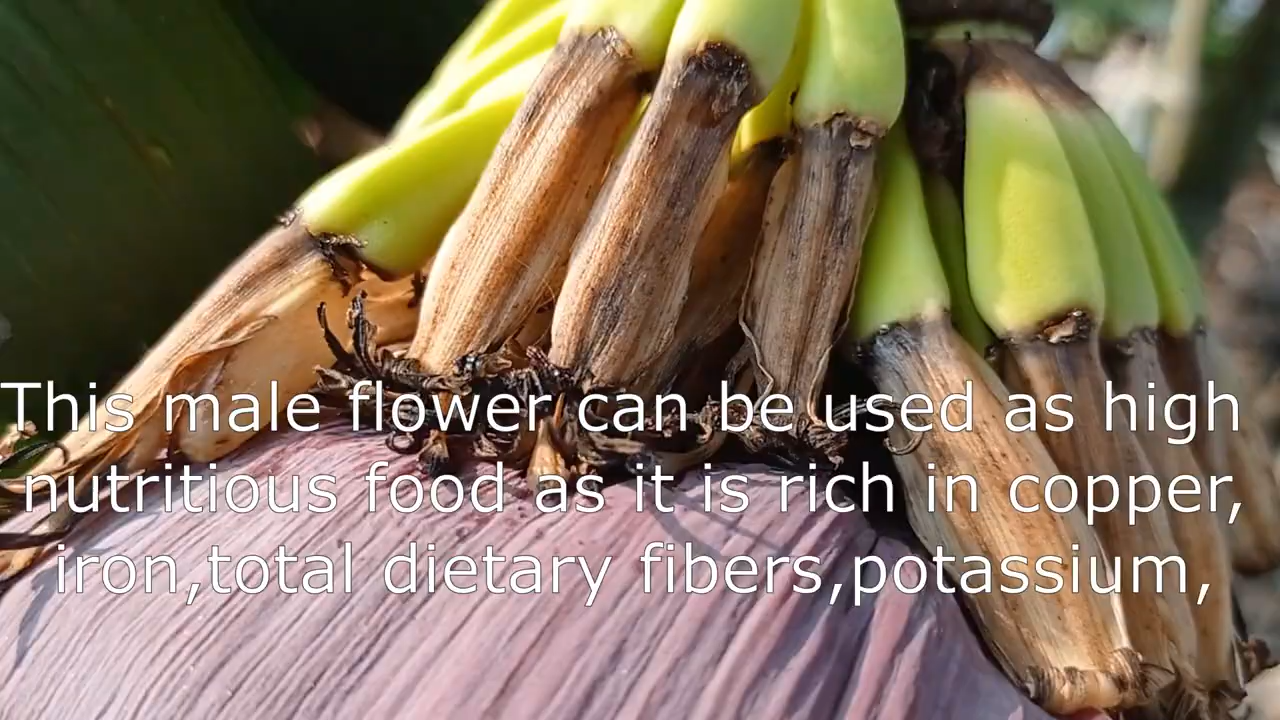 This male flower can be used as high
nutritious food as it is rich in copper,
iron,total dietary fibers,potassium,